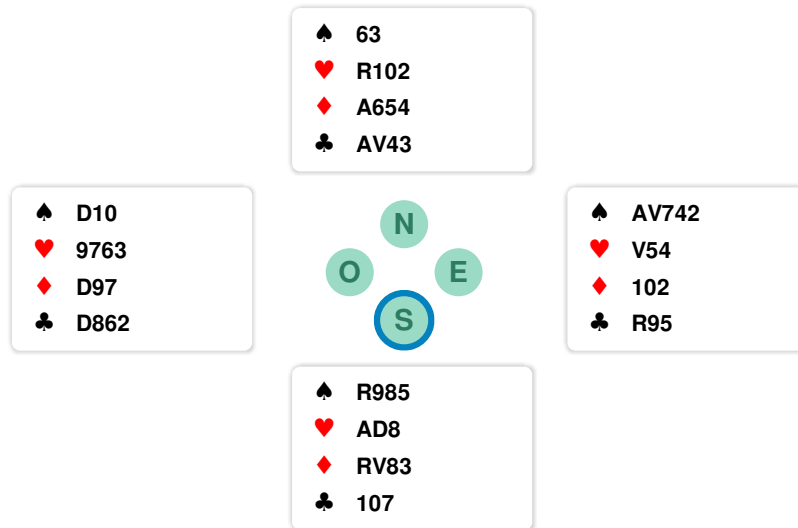 ♠ 63
♥ R102
♦ A654
♣ AV43
♠ D10
♥ 9763
♦ D97
♣ D862
N
O E
S
♠ AV742
♥ V54
♦ 102
♣ R95
♠ R985
♥ AD8
♦ RV83
♣ 107